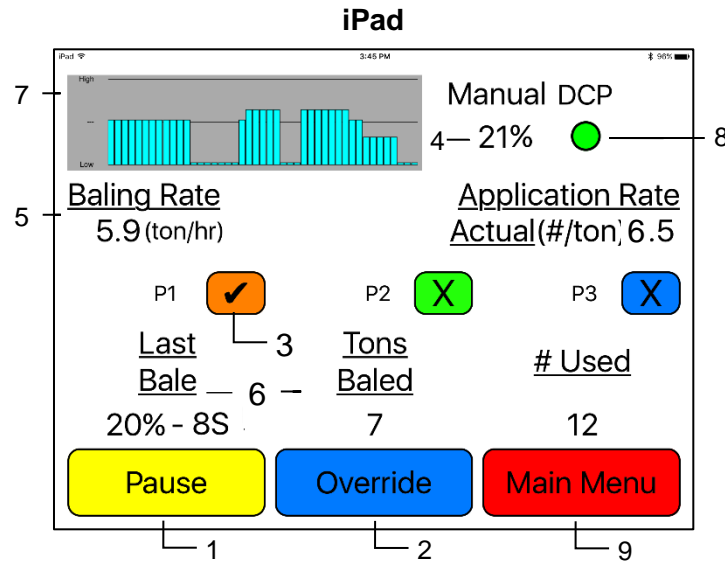 iPad
iPad 3:45 PM 96%
High
7
Manual DCP
–
4 21% 8
Low
Baling Rate Application Rate
5
5.9 (ton/hr) Actual (#/ton) 6.5
P1 ✔ P2 X P3 X
3
Last Tons
# Used
Bale 6 Baled
20% - 8S 7 12
Pause Override Main Menu
1 2 9